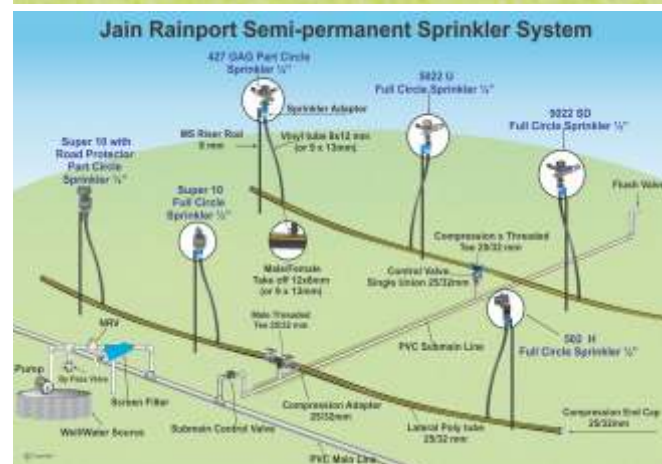 Jain Rainport Semi-permanent Sprinkler System
427 GAG Part Circle
Sprinkler ½"
5022 U
Full Circle Sprinkler ½"
5022 SD
Full Circle Sprinkler ½"
Sprinkler Adaptor
Super 10 with
Road Protector
Part Circle
Sprinkler ½"
MS Riser Rod
8 mm
Vinyl tube 8x12 mm
(or 9 x 13mm)
Super 10
Full Circle
Sprinkler ½"
Flush Valve
Compression x Threaded
Tee 25/32 mm
Male/Female
Take off 12x8mm
(or 9 x 13mm)
Control Valve
Single Union 25/32mm
Male Threaded
Tee 25/32 mm
NRV
502 H
Full Circle Sprinkler ½"
PVC Submain Line
Pump
By Pass Valve
Screen Filter
Well/Water Source
Submain Control Valve
Compression Adaptor
25/32mm
Lateral Poly tube
25/32 mm
Compression End Cap
25/32mm
PVC Main Line